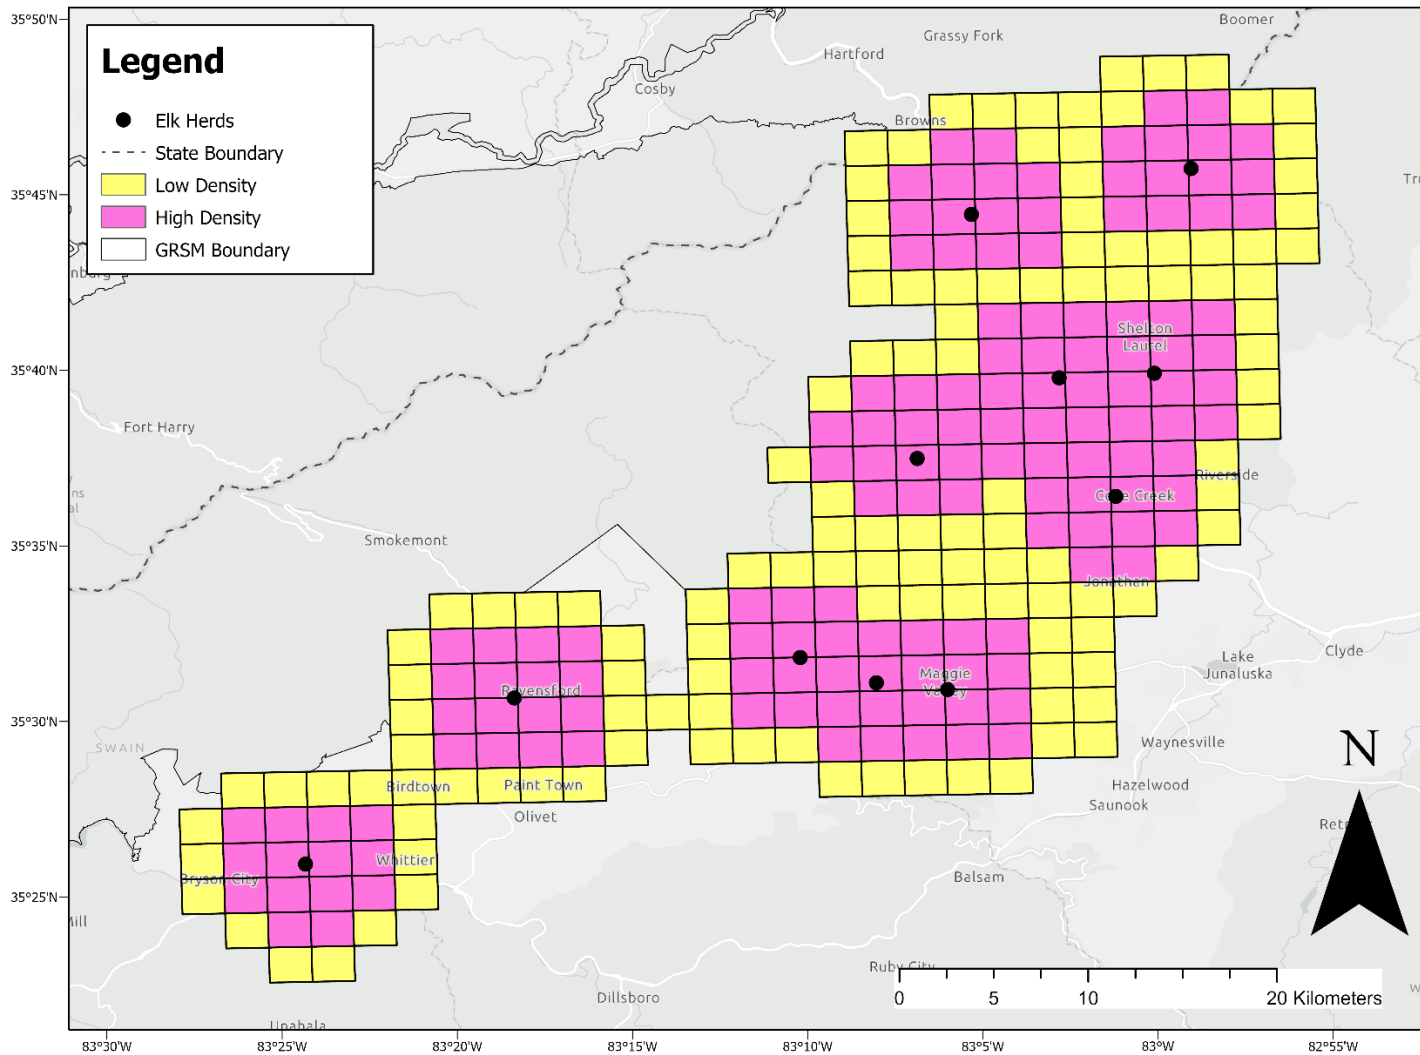 35°50'N
Boomer
Grassy Fork
Hartford
Legend
Cosby
Elk Herds
Browns
State Boundary
Low Density
35°45'N
High Density
GRSM Boundary
Shelton
Laurel
35°40'N
Fort Harry
Riverside
Cove Creek
35°35'N
Smokemont
Jonathan
Clyde
Lake
Junaluska
Maggie
Valley
Ravensford
35°30'N
SWAIN
Waynesville
N
Birdtown
Paint Town
Hazelwood
Saunook
Olivet
Whittier
Bryson City
Balsam
35°25'N
Ruby City
Dillsboro
0 5 10 20 Kilometers
83°30'W 83°25'W 83°20'W 83°15'W 83°10'W 83°5'W 83°0'W 82°55'W